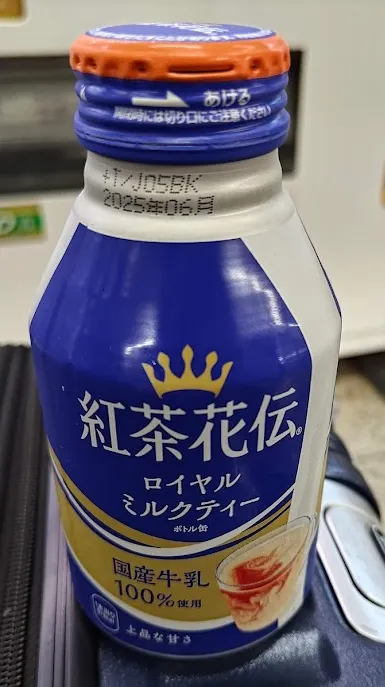 あける
開栓時には切り口にご注意ください
+T/J05BK
2025年06月
紅茶花伝®
ロイヤル
ミルクティー
ボトル缶
国産牛乳
100%使用
上品な甘さ